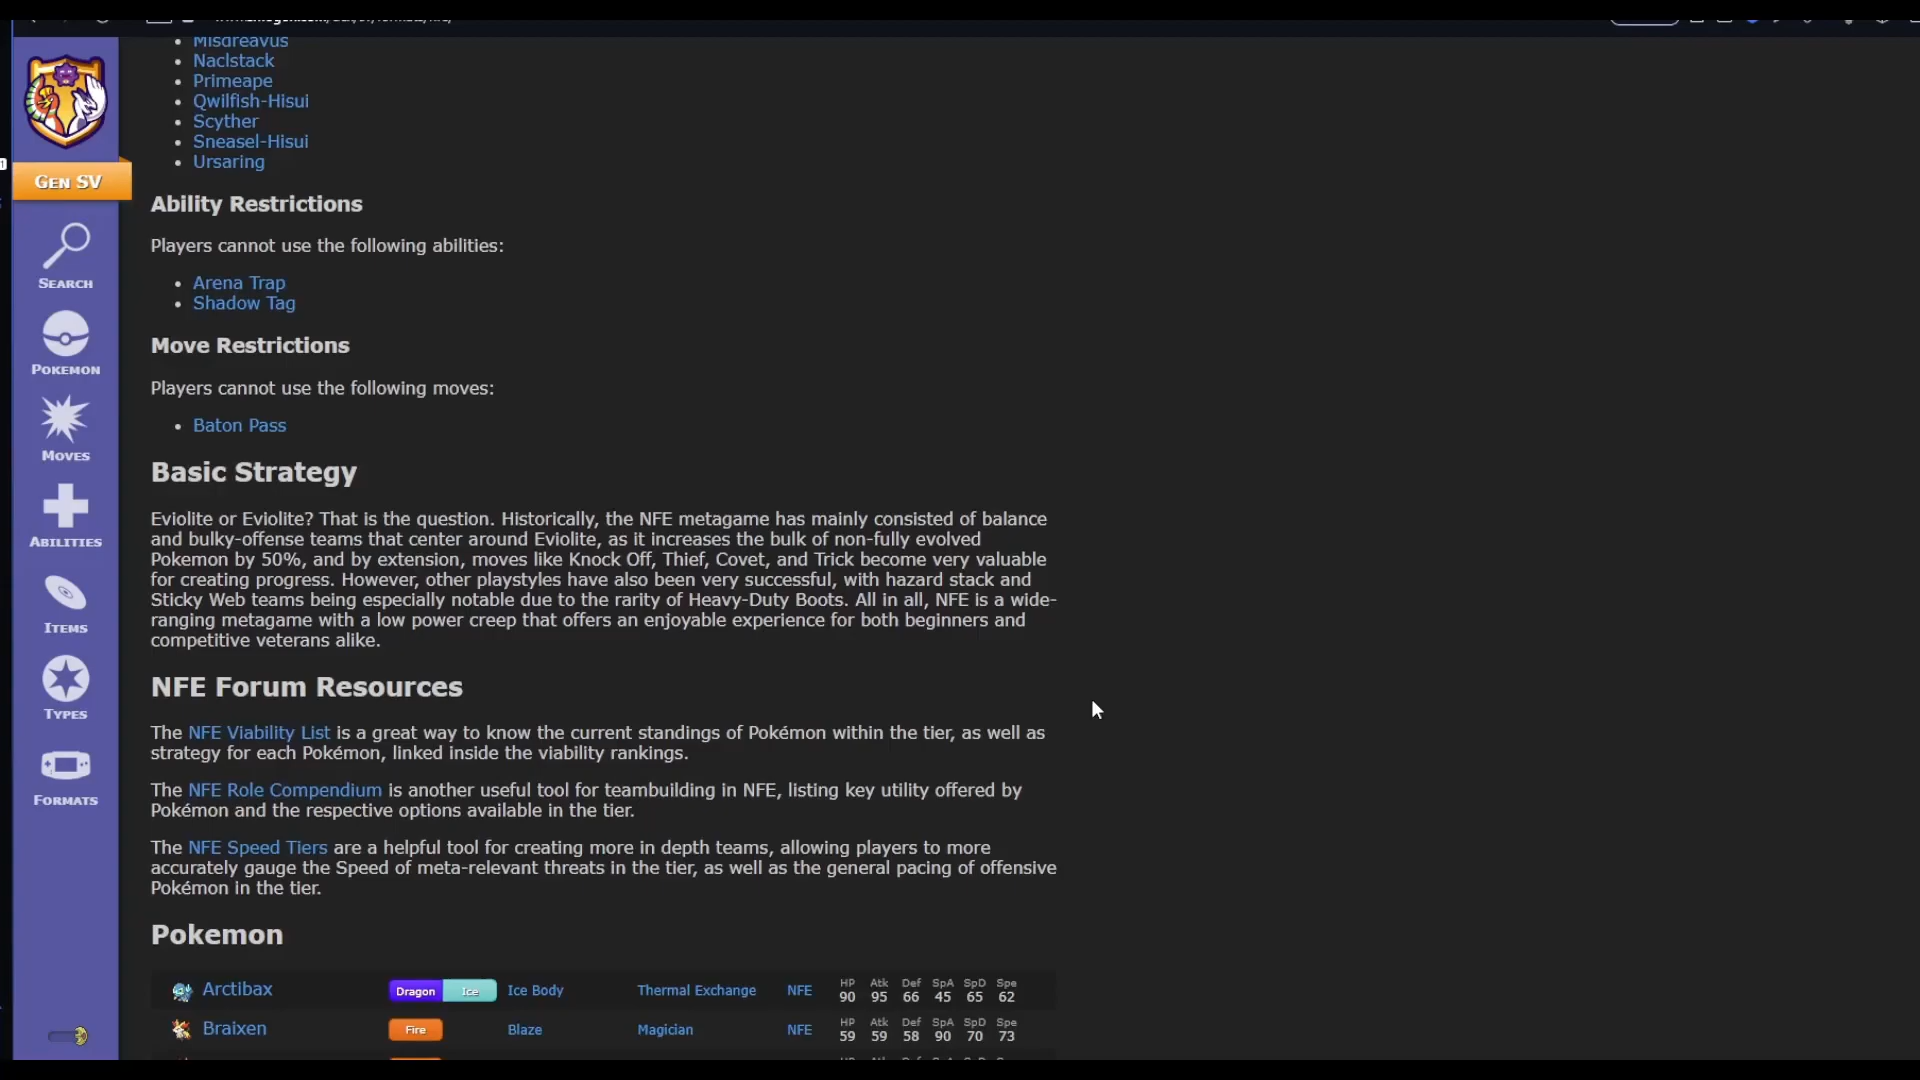 Misdreavus
Naclstack
Primeape
Qwilfish-Hisui
Scyther
Sneasel-Hisui
Ursaring
GEN SV
SEARCH
POKEMON
MOVES
ABILITIES
ITEMS
TYPES
FORMATS
Ability Restrictions
Players cannot use the following abilities:
Arena Trap
Shadow Tag
Move Restrictions
Players cannot use the following moves:
Baton Pass
Basic Strategy
Eviolite or Eviolite? That is the question. Historically, the NFE metagame has mainly consisted of balance
and bulky-offense teams that center around Eviolite, as it increases the bulk of non-fully evolved
Pokemon by 50%, and by extension, moves like Knock Off, Thief, Covet, and Trick become very valuable
for creating progress. However, other playstyles have also been very successful, with hazard stack and
Sticky Web teams being especially notable due to the rarity of Heavy-Duty Boots. All in all, NFE is a wide-
ranging metagame with a low power creep that offers an enjoyable experience for both beginners and
competitive veterans alike.
NFE Forum Resources
The NFE Viability List is a great way to know the current standings of Pokémon within the tier, as well as
strategy for each Pokémon, linked inside the viability rankings.
The NFE Role Compendium is another useful tool for teambuilding in NFE, listing key utility offered by
Pokémon and the respective options available in the tier.
The NFE Speed Tiers are a helpful tool for creating more in depth teams, allowing players to more
accurately gauge the Speed of meta-relevant threats in the tier, as well as the general pacing of offensive
Pokémon in the tier.
Pokemon
Arctibax Dragon Ice Ice Body Thermal Exchange NFE HP 90 Atk 95 Def 66 SpA 45 SpD 65 Spe 62
Braixen Fire Blaze Magician NFE HP 59 Atk 59 Def 58 SpA 90 SpD 70 Spe 73